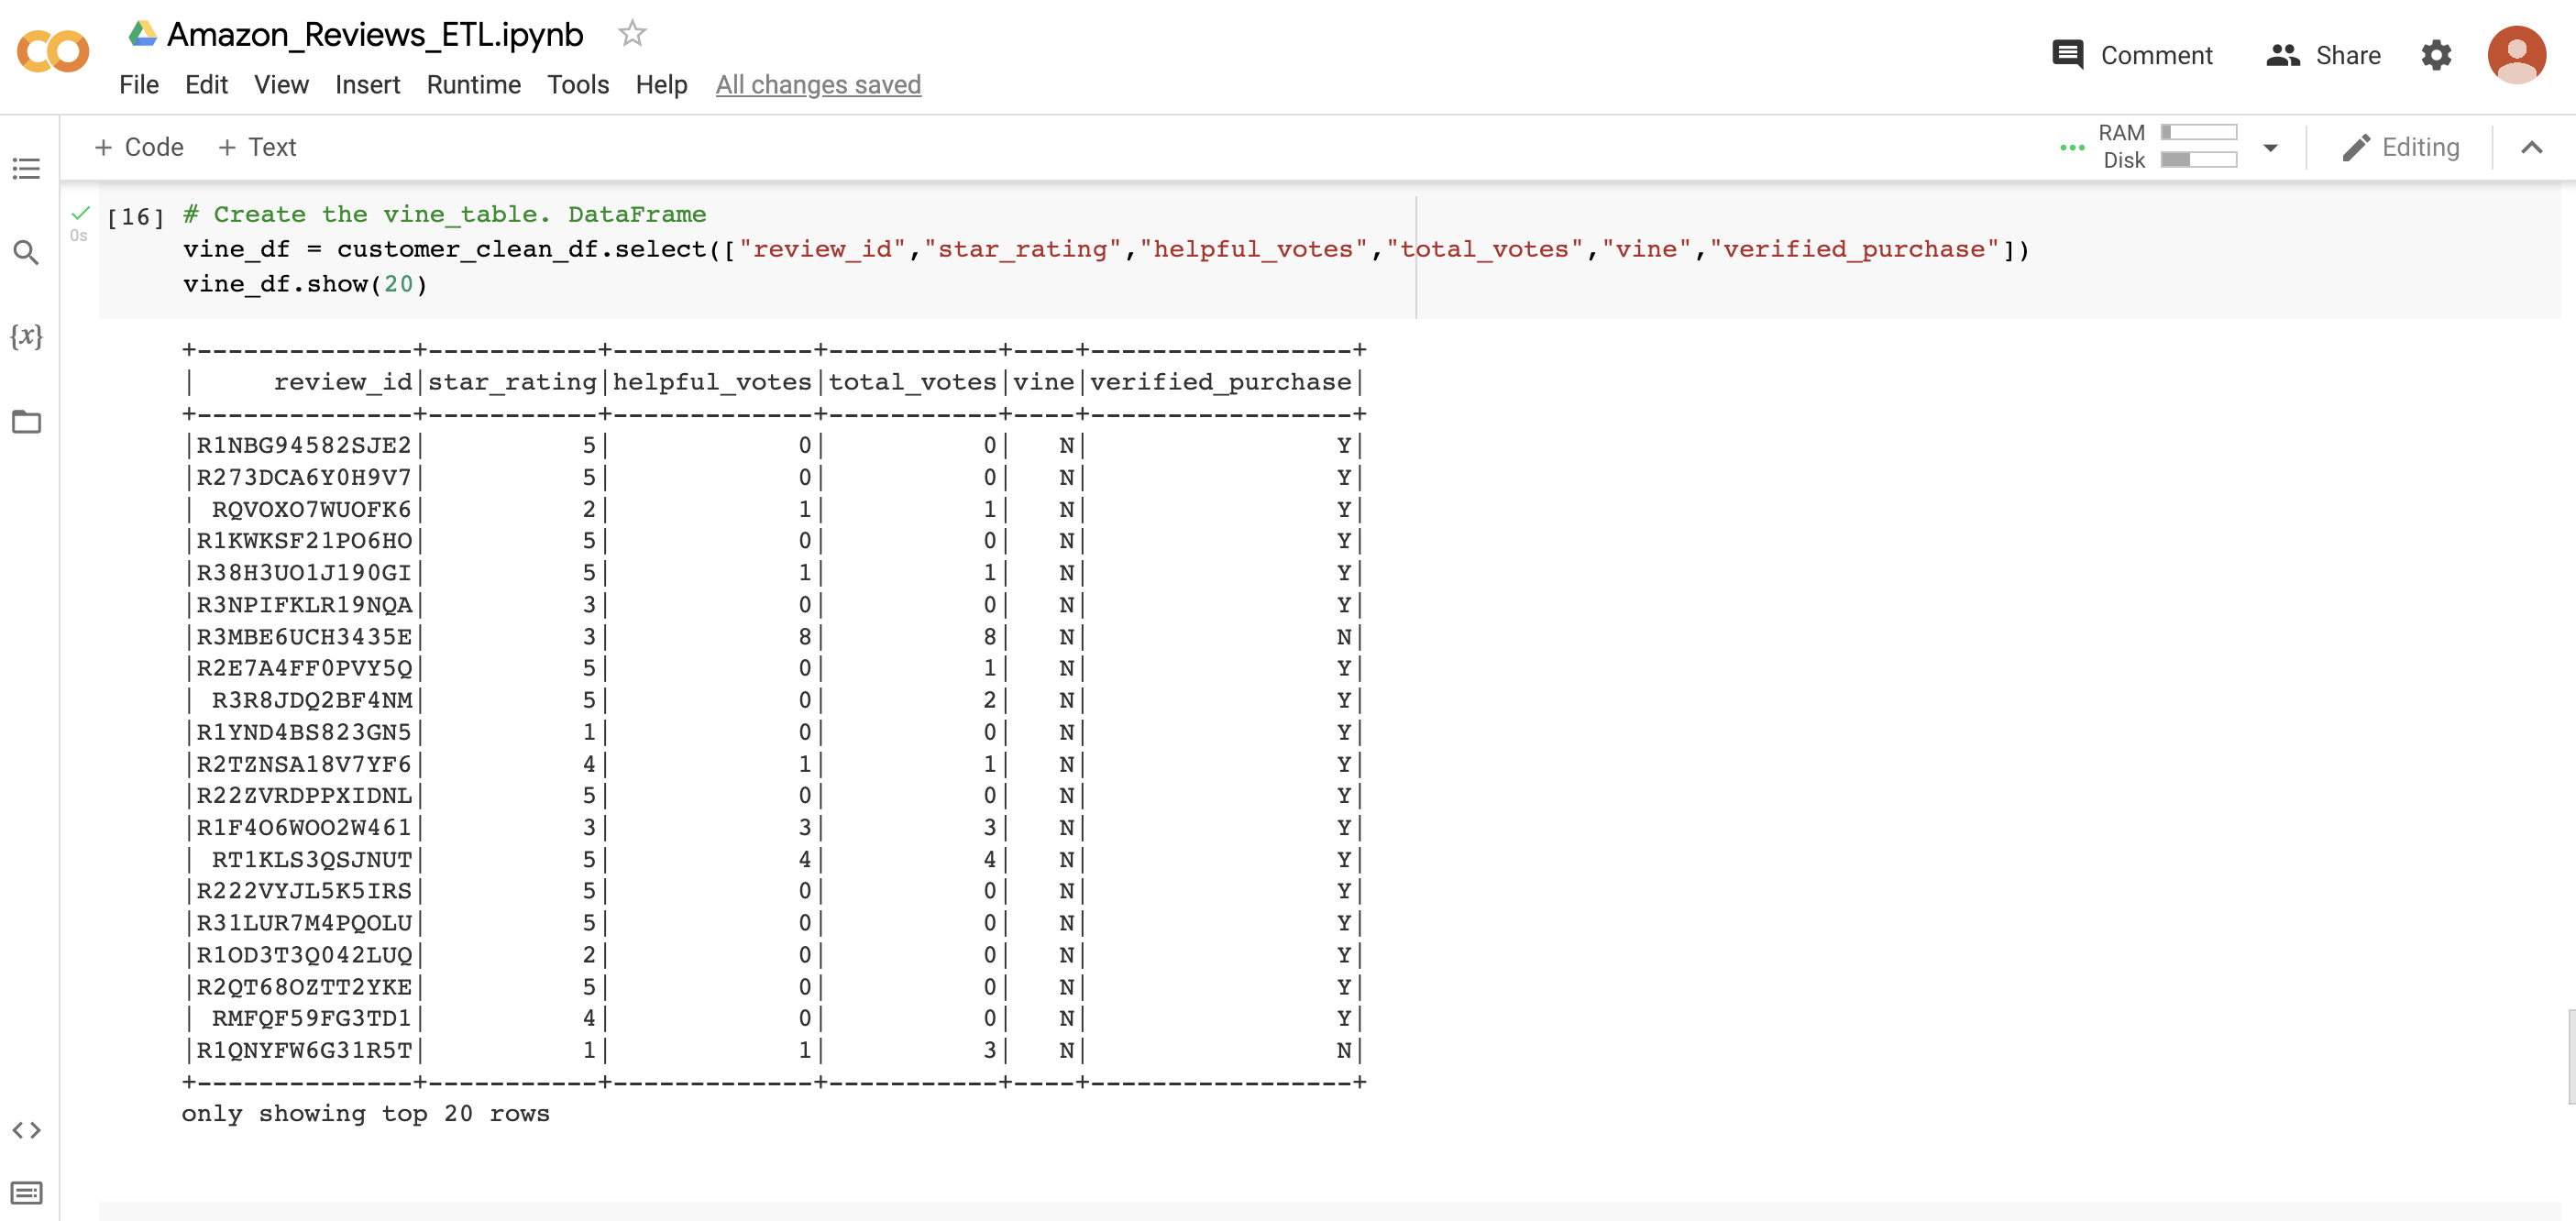 Amazon_Reviews_ETL.ipynb
File Edit View Insert Runtime Tools Help All changes saved
Comment Share
+ Code + Text
RAM
Disk
Editing
[16] # Create the vine_table. DataFrame
0s
vine_df = customer_clean_df.select(["review_id","star_rating","helpful_votes","total_votes","vine","verified_purchase"])
vine_df.show(20)
{x}
+--------------+-----------+-------------+-----------+----+-----------------+
|     review_id|star_rating|helpful_votes|total_votes|vine|verified_purchase|
+--------------+-----------+-------------+-----------+----+-----------------+
|R1NBG94582SJE2|          5|            0|          0|   N|                Y|
|R273DCA6Y0H9V7|          5|            0|          0|   N|                Y|
| RQVOXO7WUOFK6|          2|            1|          1|   N|                Y|
|R1KWKSF21PO6HO|          5|            0|          0|   N|                Y|
|R38H3UO1J190GI|          5|            1|          1|   N|                Y|
|R3NPIFKLR19NQA|          3|            0|          0|   N|                Y|
|R3MBE6UCH3435E|          3|            8|          8|   N|                N|
|R2E7A4FF0PVY5Q|          5|            0|          1|   N|                Y|
| R3R8JDQ2BF4NM|          5|            0|          2|   N|                Y|
|R1YND4BS823GN5|          1|            0|          0|   N|                Y|
|R2TZNSA18V7YF6|          4|            1|          1|   N|                Y|
|R22ZVRDPPXIDNL|          5|            0|          0|   N|                Y|
|R1F4O6WOO2W461|          3|            3|          3|   N|                Y|
| RT1KLS3QSJNUT|          5|            4|          4|   N|                Y|
|R222VYJL5K5IRS|          5|            0|          0|   N|                Y|
|R31LUR7M4PQOLU|          5|            0|          0|   N|                Y|
|R1OD3T3Q042LUQ|          2|            0|          0|   N|                Y|
|R2QT68OZTT2YKE|          5|            0|          0|   N|                Y|
| RMFQF59FG3TD1|          4|            0|          0|   N|                Y|
|R1QNYFW6G31R5T|          1|            1|          3|   N|                N|
+--------------+-----------+-------------+-----------+----+-----------------+
only showing top 20 rows